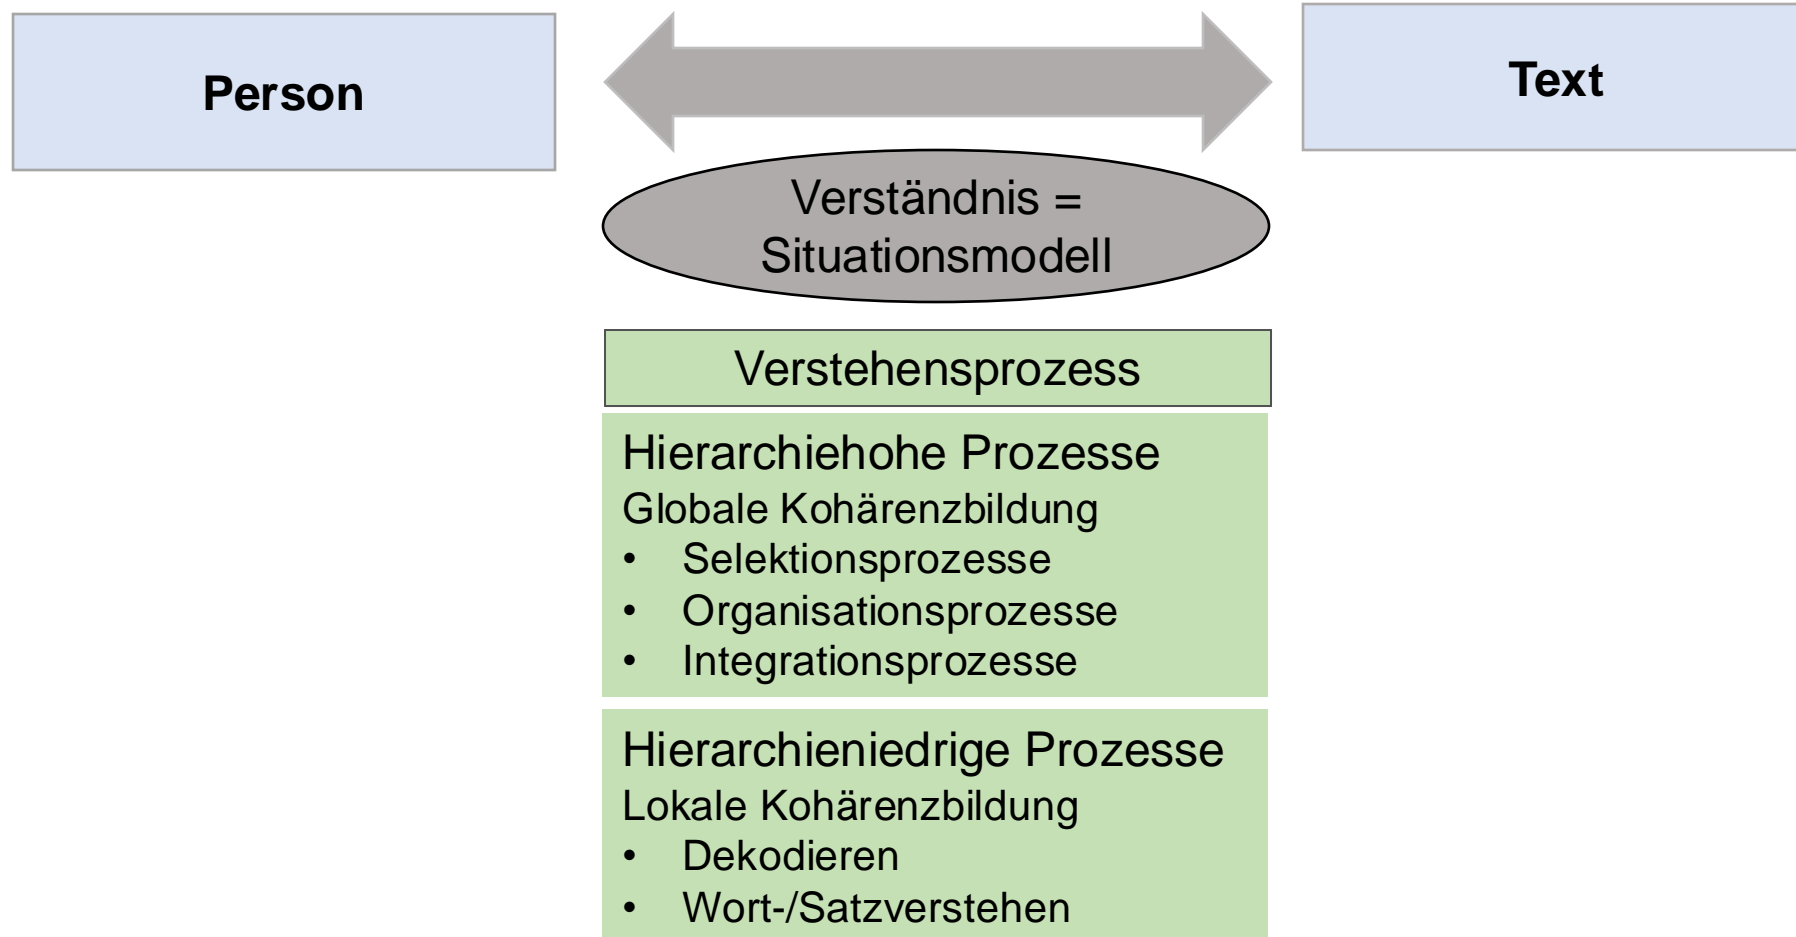 Person
Text
Verständnis =
Situationsmodell
Verstehensprozess
Hierarchiehohe Prozesse
Globale Kohärenzbildung
• Selektionsprozesse
• Organisationsprozesse
• Integrationsprozesse
Hierarchieniedrige Prozesse
Lokale Kohärenzbildung
• Dekodieren
• Wort-/Satzverstehen